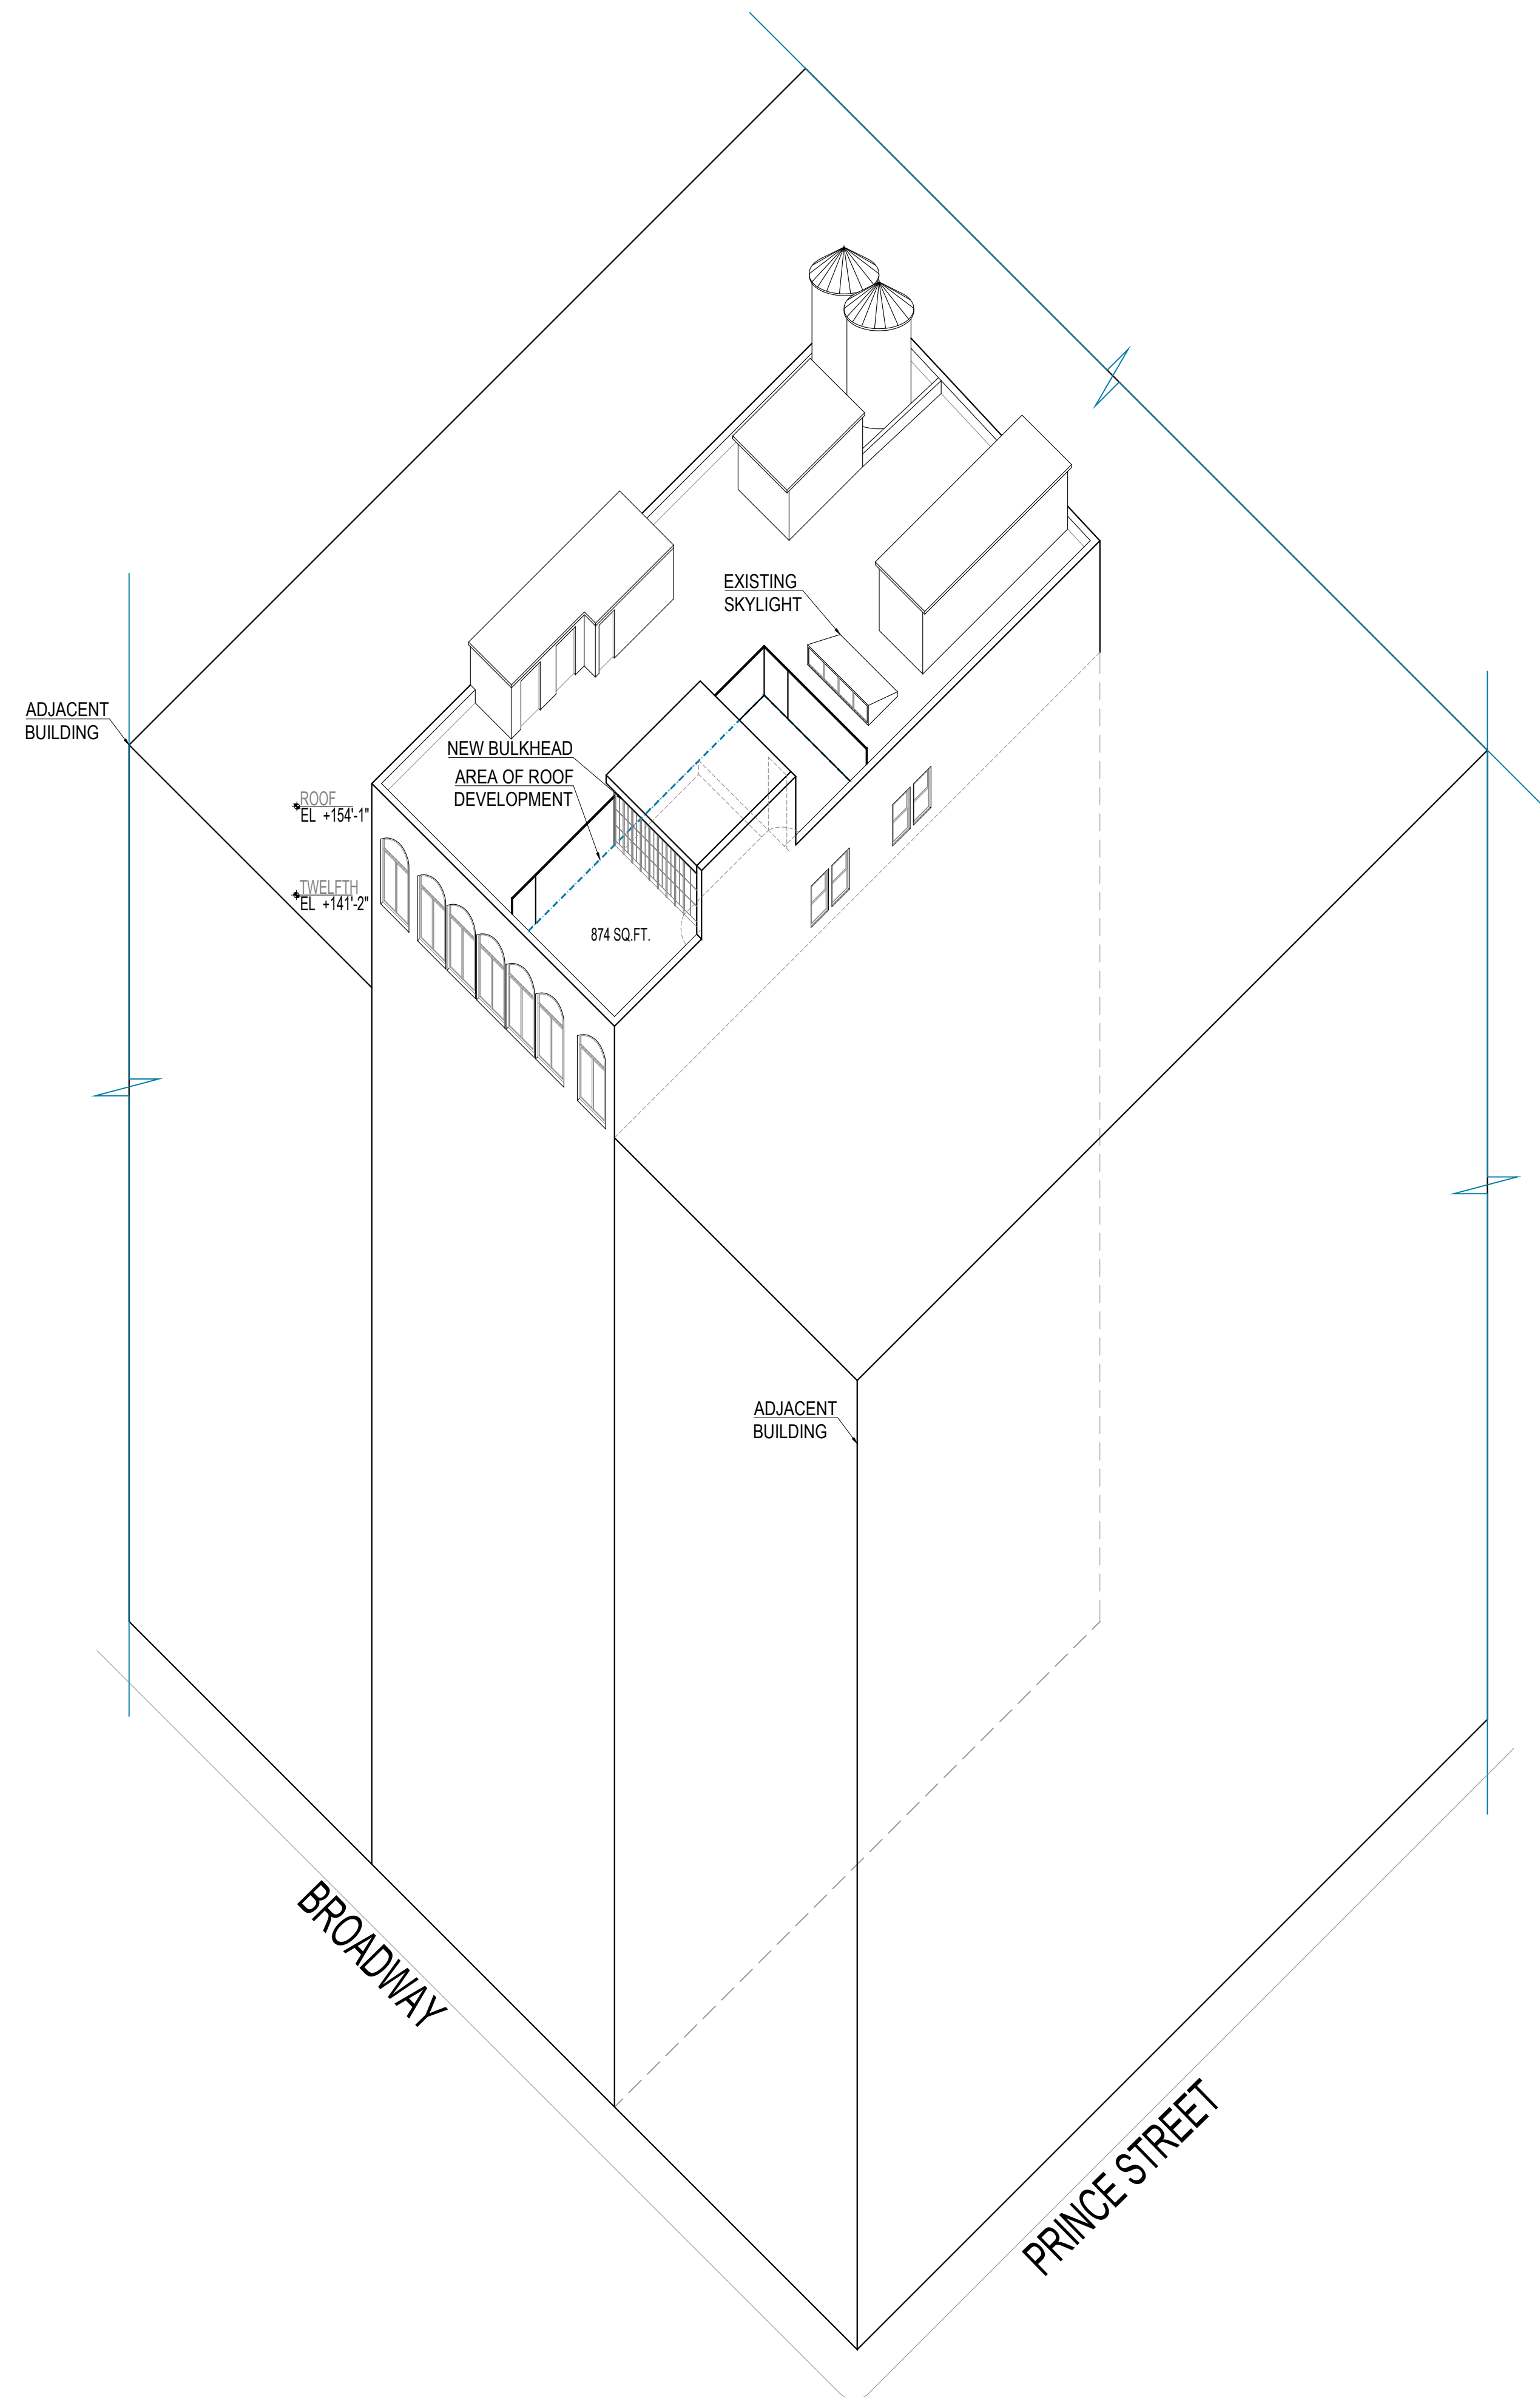 EXISTING
SKYLIGHT
ADJACENT
BUILDING
NEW BULKHEAD
AREA OF ROOF
DEVELOPMENT
ROOF
EL +154'-1"
TWELFTH
EL +141'-2"
874 SQ.FT.
ADJACENT
BUILDING
BROADWAY
PRINCE STREET